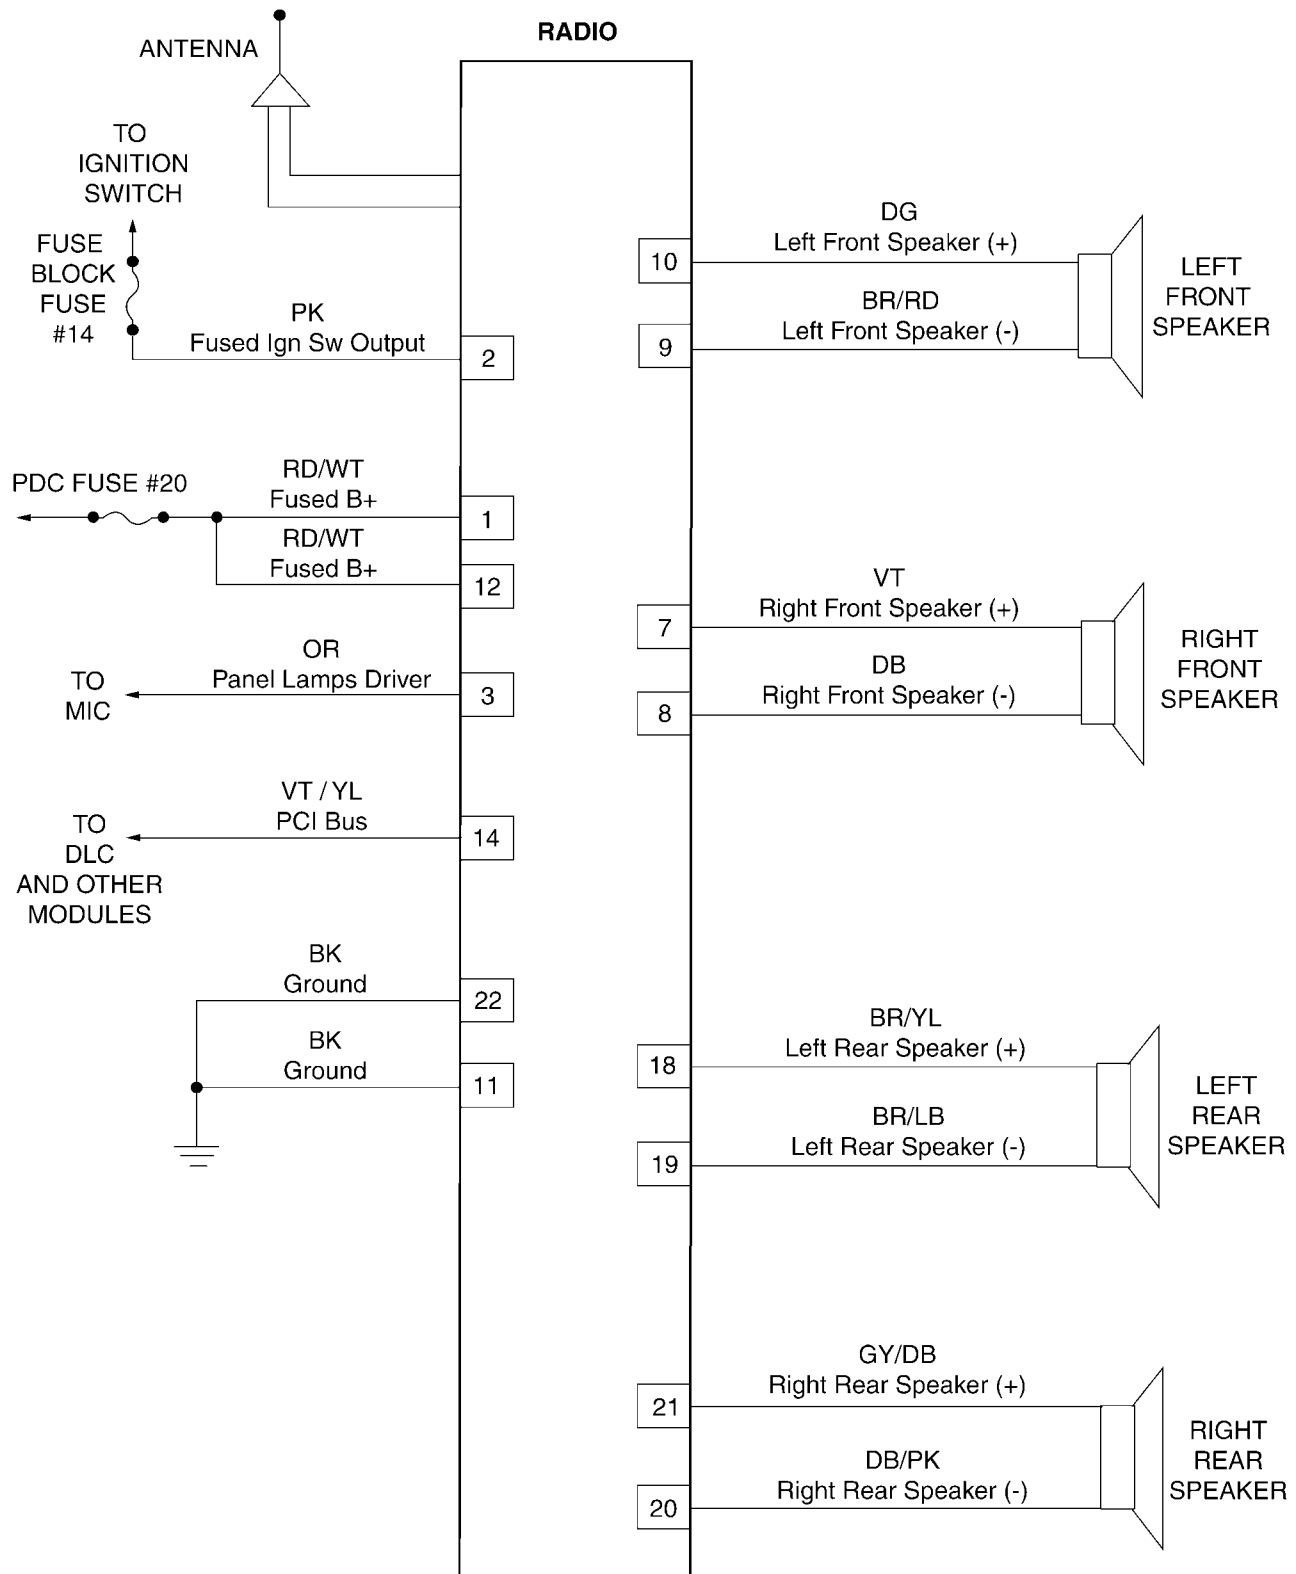 RADIO
ANTENNA
TO
IGNITION
SWITCH
FUSE
BLOCK
FUSE
#14
PK
Fused Ign Sw Output
2
PDC FUSE #20
RD/WT
Fused B+
1
RD/WT
Fused B+
12
OR
Panel Lamps Driver
TO
MIC
3
VT / YL
PCI Bus
TO
DLC
AND OTHER
MODULES
14
BK
Ground
22
BK
Ground
11
DG
Left Front Speaker (+)
10
BR/RD
Left Front Speaker (-)
9
LEFT
FRONT
SPEAKER
VT
Right Front Speaker (+)
7
DB
Right Front Speaker (-)
8
RIGHT
FRONT
SPEAKER
BR/YL
Left Rear Speaker (+)
18
BR/LB
Left Rear Speaker (-)
19
LEFT
REAR
SPEAKER
GY/DB
Right Rear Speaker (+)
21
DB/PK
Right Rear Speaker (-)
20
RIGHT
REAR
SPEAKER